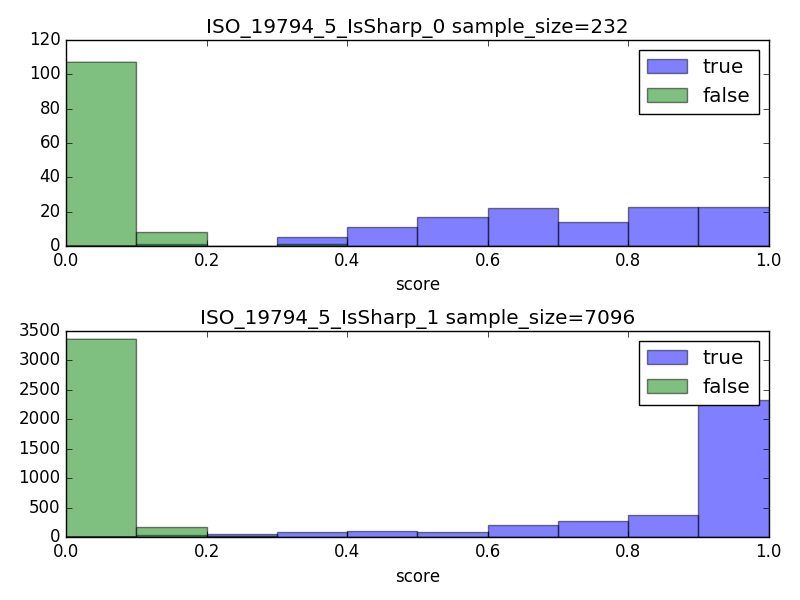 ISO_19794_5_IsSharp_0 sample_size=232
120
100
80
60
40
20
0
true
false
0.0 0.2 0.4 0.6 0.8 1.0
score
ISO_19794_5_IsSharp_1 sample_size=7096
3500
3000
2500
2000
1500
1000
500
0
true
false
0.0 0.2 0.4 0.6 0.8 1.0
score